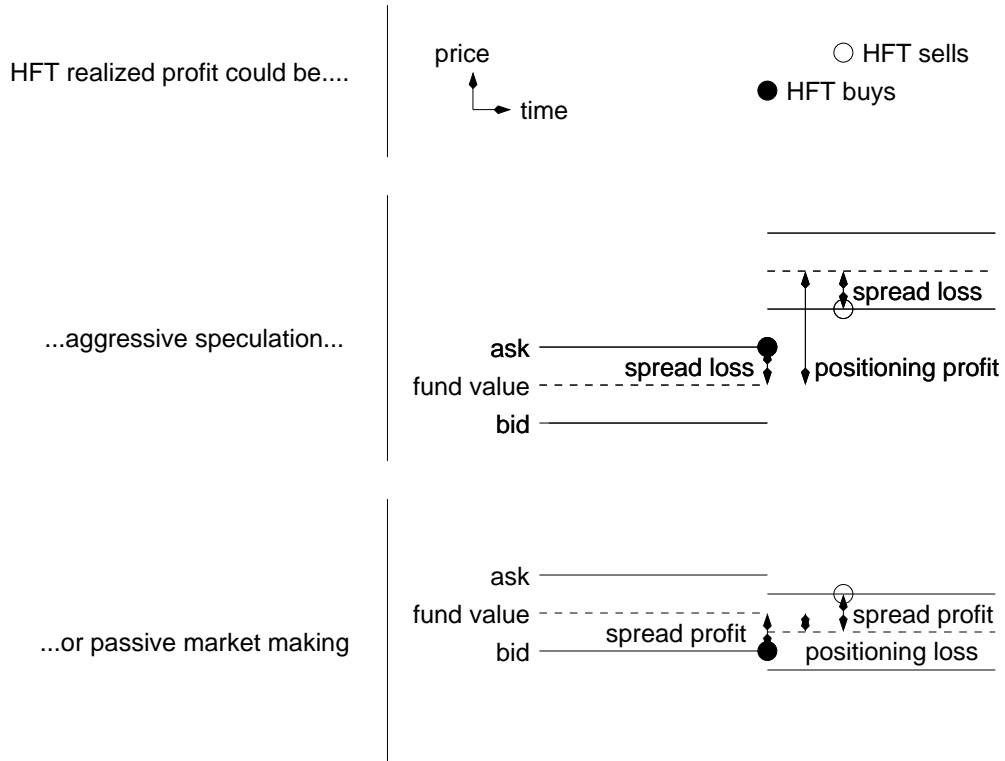 HFT realized profit could be....
price
time
HFT sells
HFT buys
...aggressive speculation...
spread loss
ask
spread loss
positioning profit
fund value
bid
...or passive market making
ask
fund value
spread profit
spread profit
bid
positioning loss